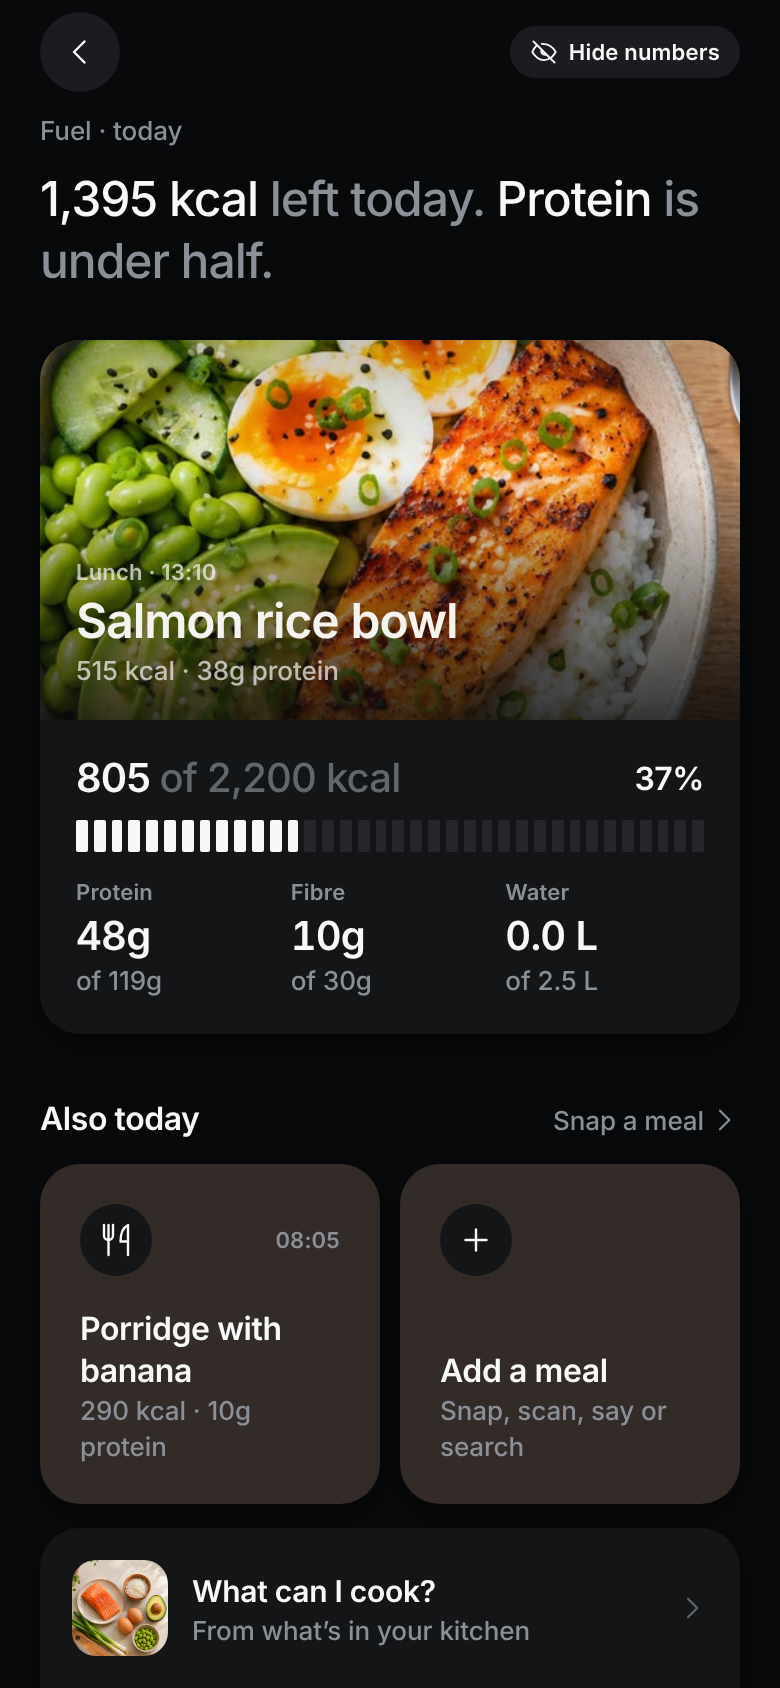 Hide numbers
Fuel · today
1,395 kcal left today. Protein is
under half.
Lunch · 13:10
Salmon rice bowl
515 kcal · 38g protein
805 of 2,200 kcal
37%
Protein
Fibre
Water
48g
10g
0.0 L
of 119g
of 30g
of 2.5 L
Also today
Snap a meal
08:05
Porridge with
banana
290 kcal · 10g
protein
Add a meal
Snap, scan, say or
search
What can I cook?
From what’s in your kitchen